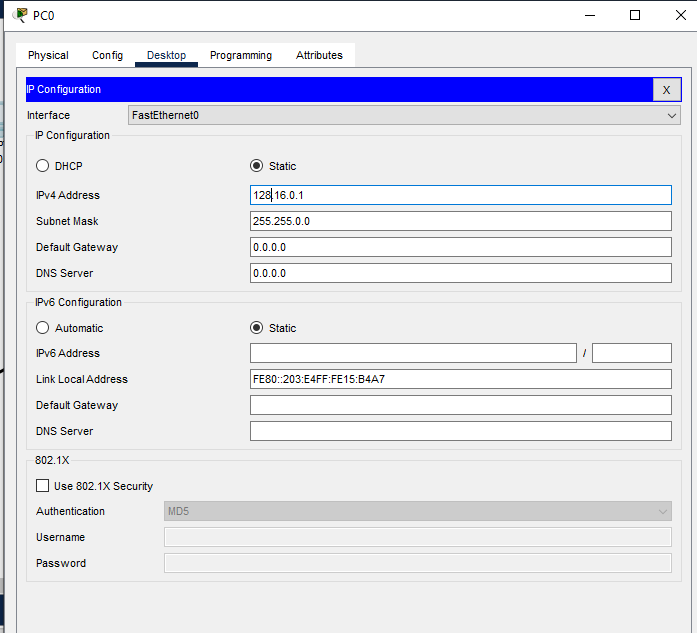 PC0
Physical Config Desktop Programming Attributes
IP Configuration X
Interface FastEthernet0
IP Configuration
DHCP Static
IPv4 Address 128.16.0.1
Subnet Mask 255.255.0.0
Default Gateway 0.0.0.0
DNS Server 0.0.0.0
IPv6 Configuration
Automatic Static
IPv6 Address /
Link Local Address FE80::203:E4FF:FE15:B4A7
Default Gateway
DNS Server
802.1X
Use 802.1X Security
Authentication MD5
Username
Password